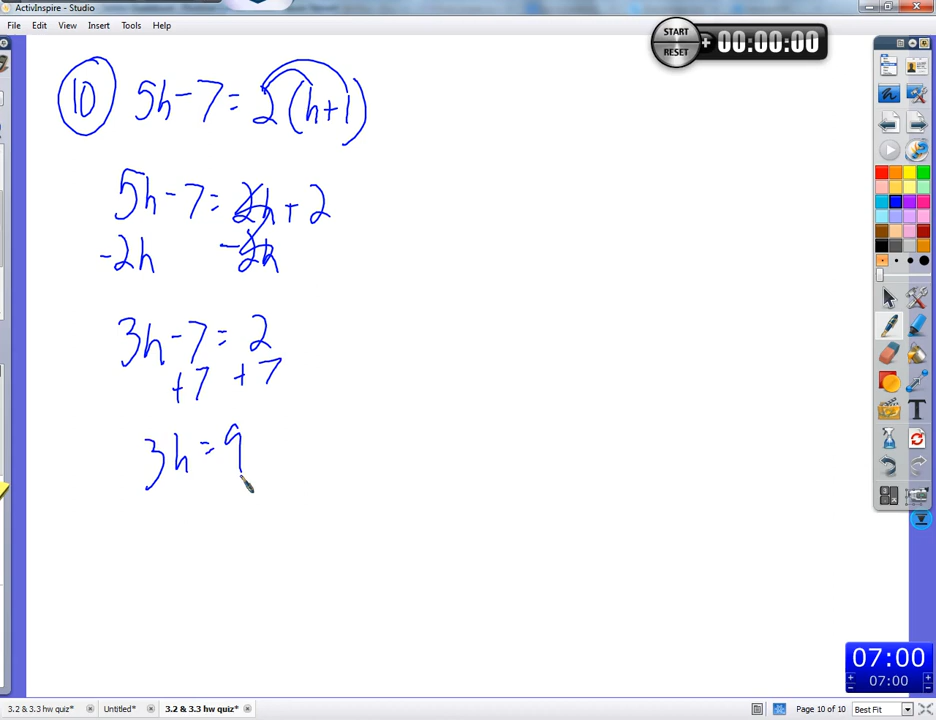 ActivInspire - Studio
File Edit View Insert Tools Help
START
RESET
+ 00:00:00
10 5h - 7 = 2(h+1)
5h - 7 = 2h + 2
-2h -2h
3h - 7 = 2
+7 +7
3h = 9
07:00
07:00
3.2 & 3.3 hw quiz* Untitled* 3.2 & 3.3 hw quiz* Page 10 of 10 Best Fit